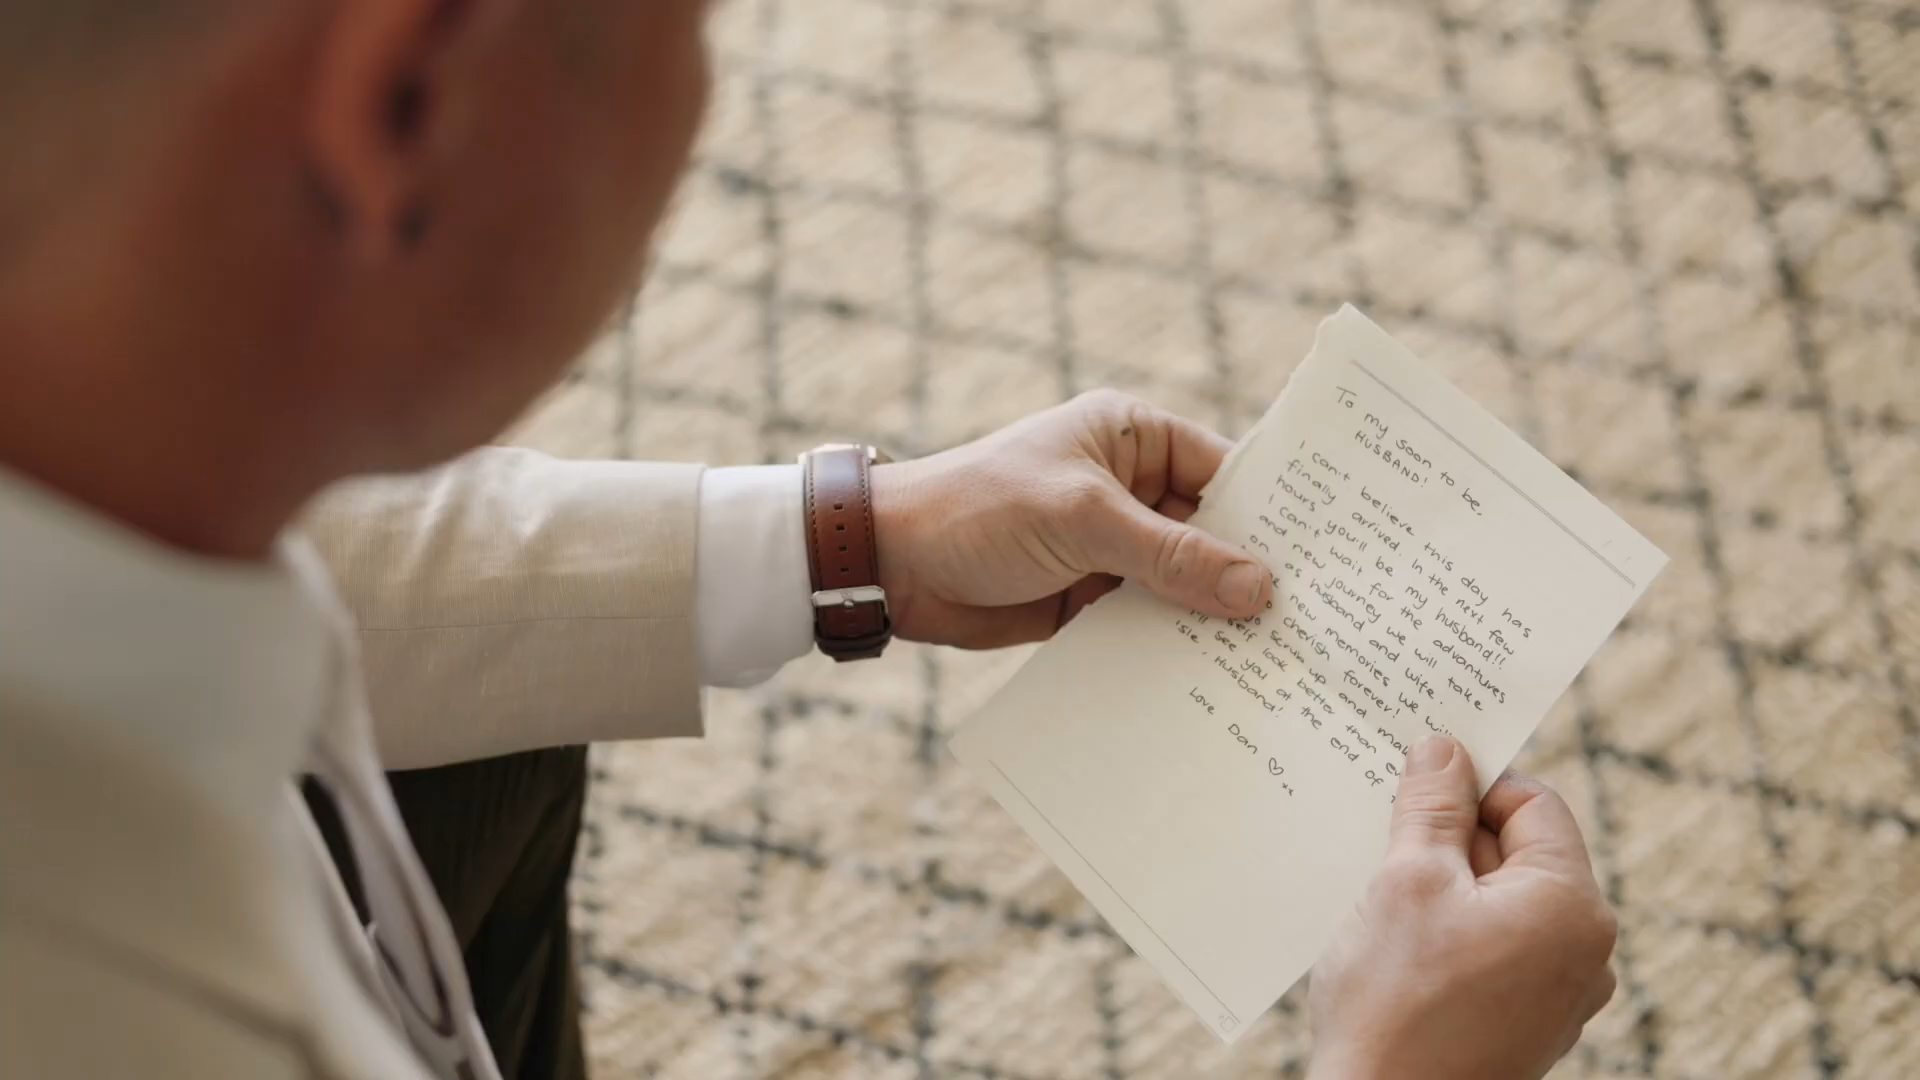 To my soon to be,
HUSBAND!
I can't believe this day has
finally arrived. In the next few
hours you'll be my husband!!
I can't wait for the advantures
and new journey we will take
on as husband and wife.
new memories we will
cherish forever!
scrub up and
self look better than
I'll see you at the end of
isle, Husband!
Love Dan ♡ xx